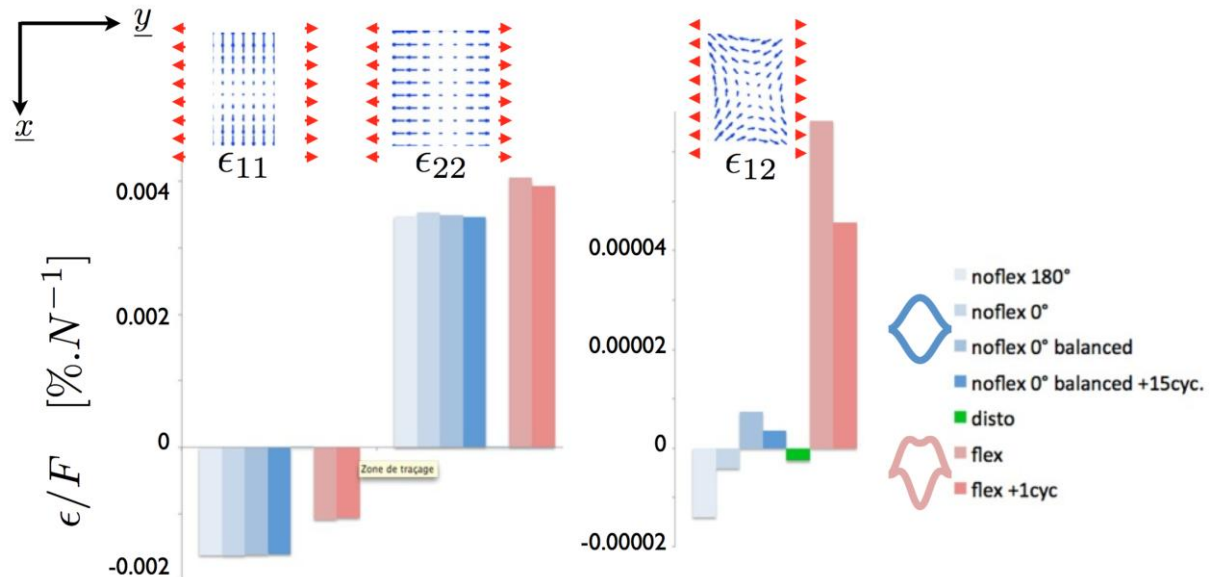 y
x
ϵ11
ϵ22
ϵ12
0.004
0.002
0
-0.002
ϵ/F [%.N⁻¹]
Zone de traçage
0.00004
0.00002
0
-0.00002
noflex 180°
noflex 0°
noflex 0° balanced
noflex 0° balanced +15cyc.
disto
flex
flex +1cyc